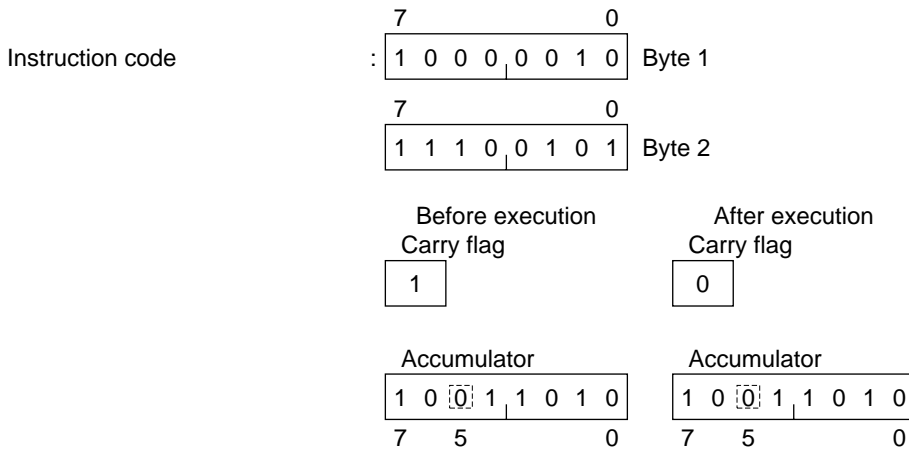 7 0
Instruction code : 1 0 0 0 0 0 1 0 Byte 1
7 0
1 1 1 0 0 1 0 1 Byte 2
Before execution After execution
Carry flag Carry flag
1 0
Accumulator Accumulator
1 0 0 1 1 0 1 0 1 0 0 1 1 0 1 0
7 5 0 7 5 0